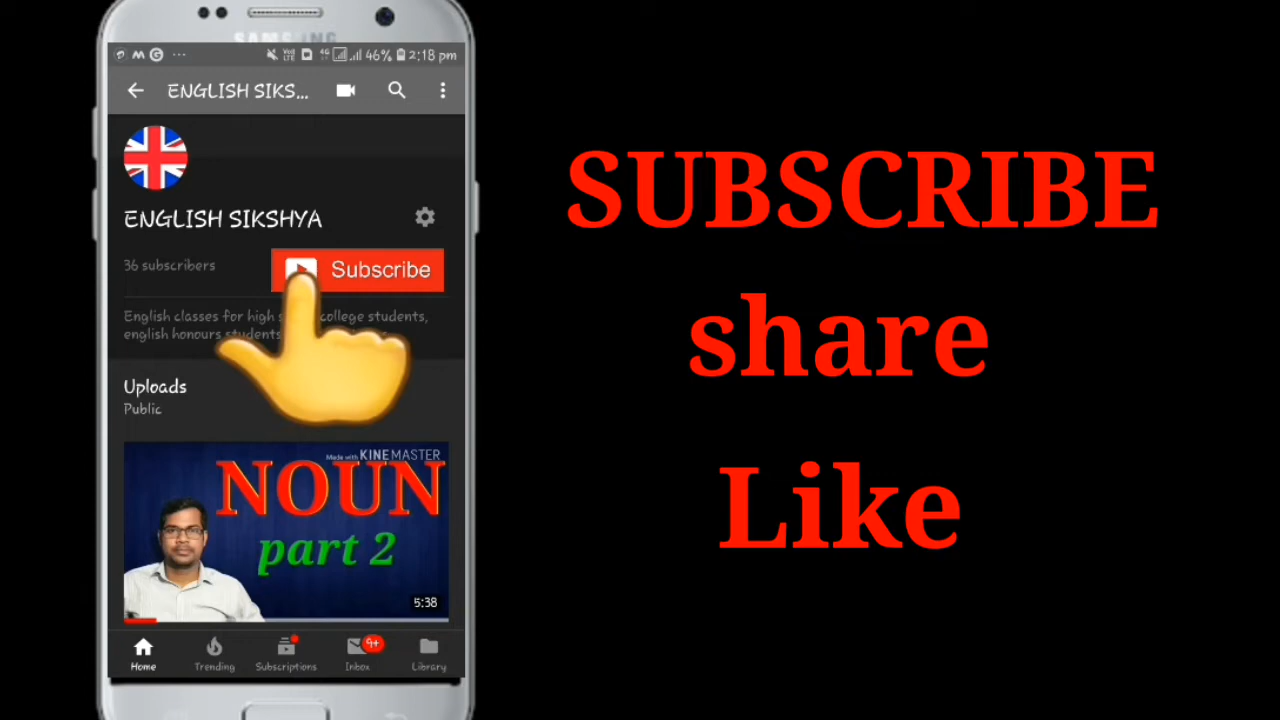 SAMSUNG
46% 2:18 pm
ENGLISH SIKS...
ENGLISH SIKSHYA
36 subscribers
Subscribe
English classes for high college students,
english honours students
Uploads
Public
Made with KINEMASTER
NOUN
part 2
5:38
Home
Trending
Subscriptions
9+
Inbox
Library
SUBSCRIBE
share
Like